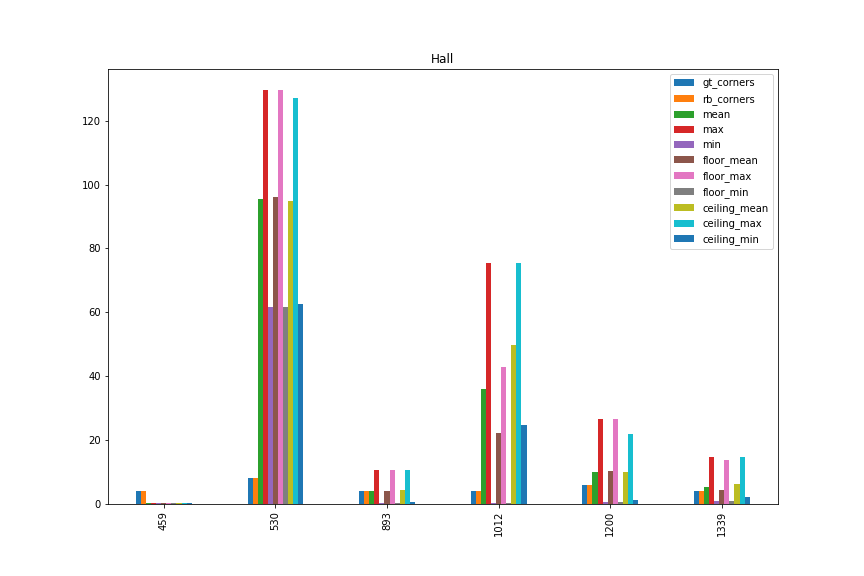 Hall
gt_corners
rb_corners
mean
max
min
floor_mean
floor_max
floor_min
ceiling_mean
ceiling_max
ceiling_min
120
100
80
60
40
20
0
459
530
893
1012
1200
1339